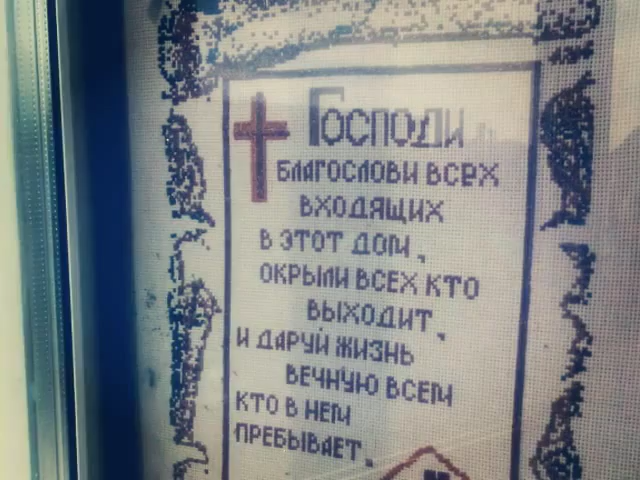 Господи
благослови всех
входящих
в этот дом,
окрыли всех кто
выходит,
и даруй жизнь
вечную всем
кто в нем
пребывает.